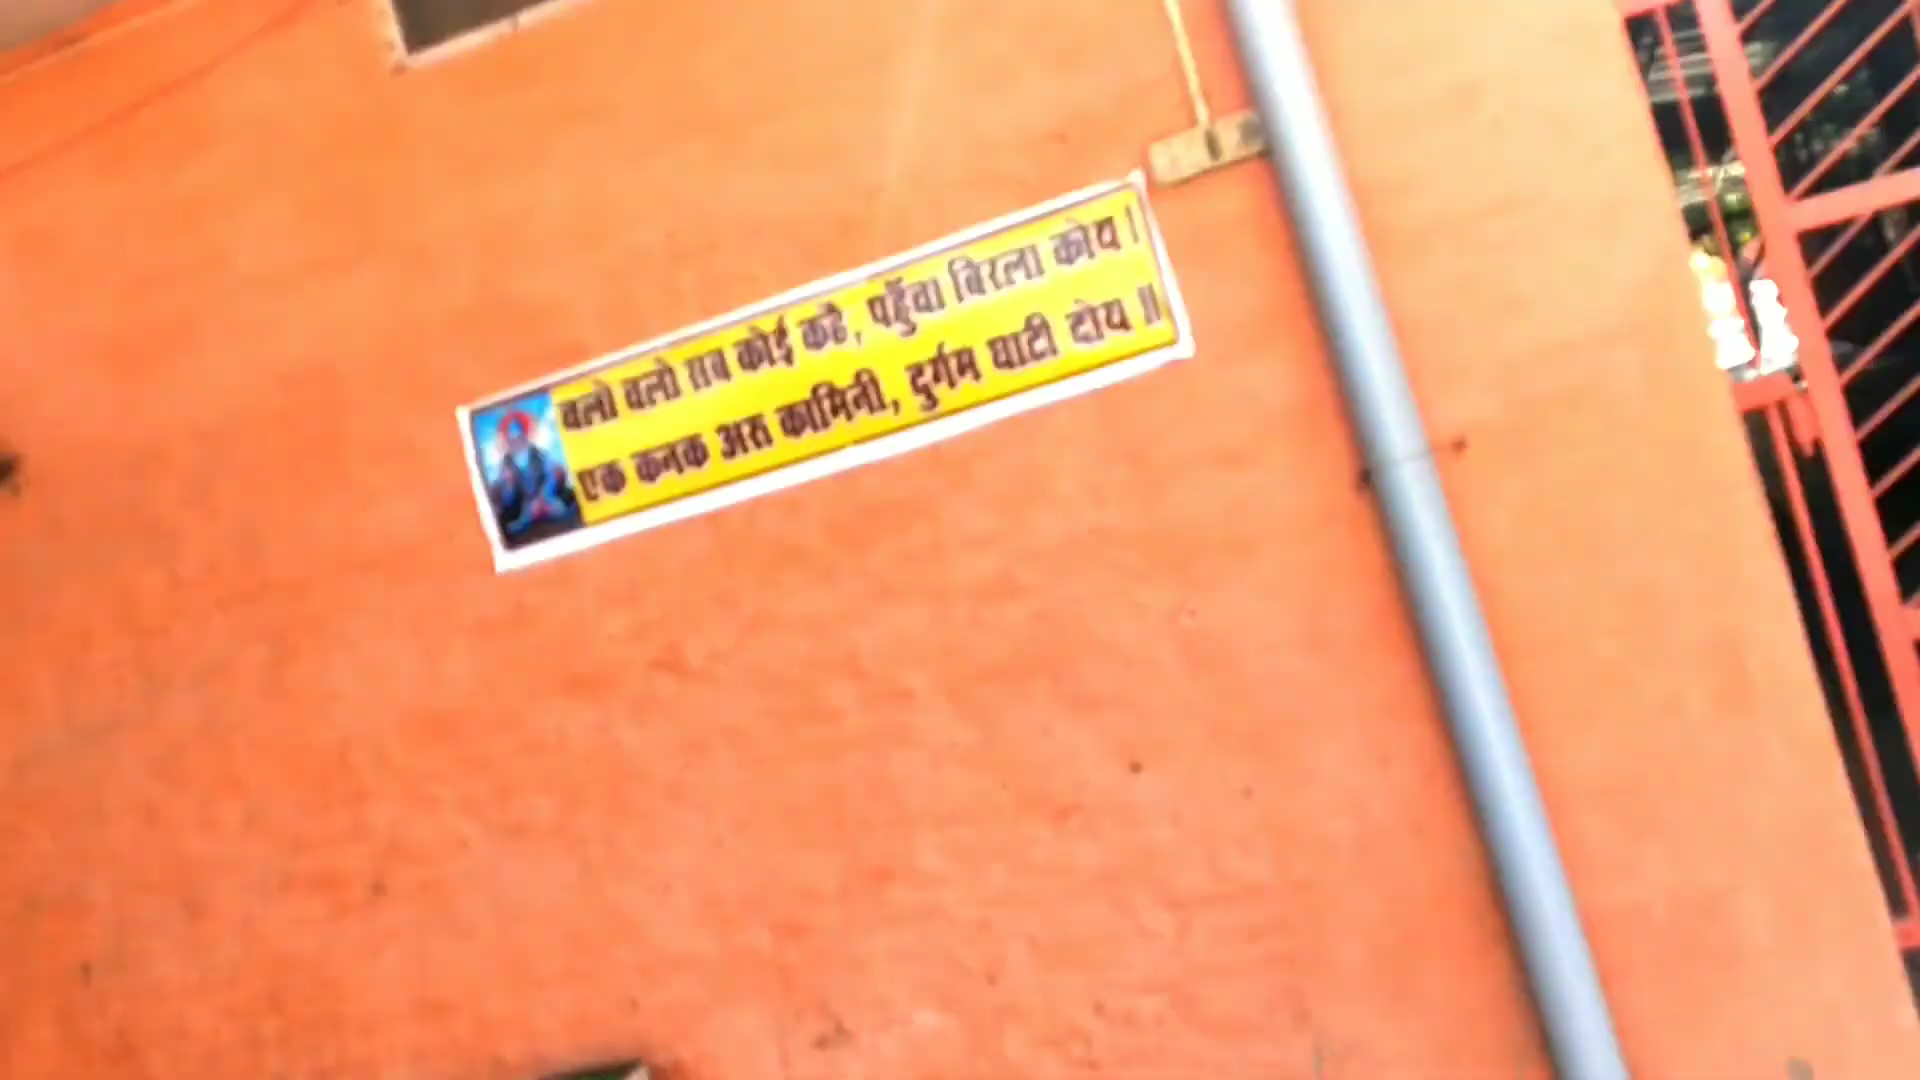 चलो चलो सब कोई कहे, पहुँचा बिरला कोय।
एक कनक अरु कामिनी, दुर्गम घाटी दोय॥